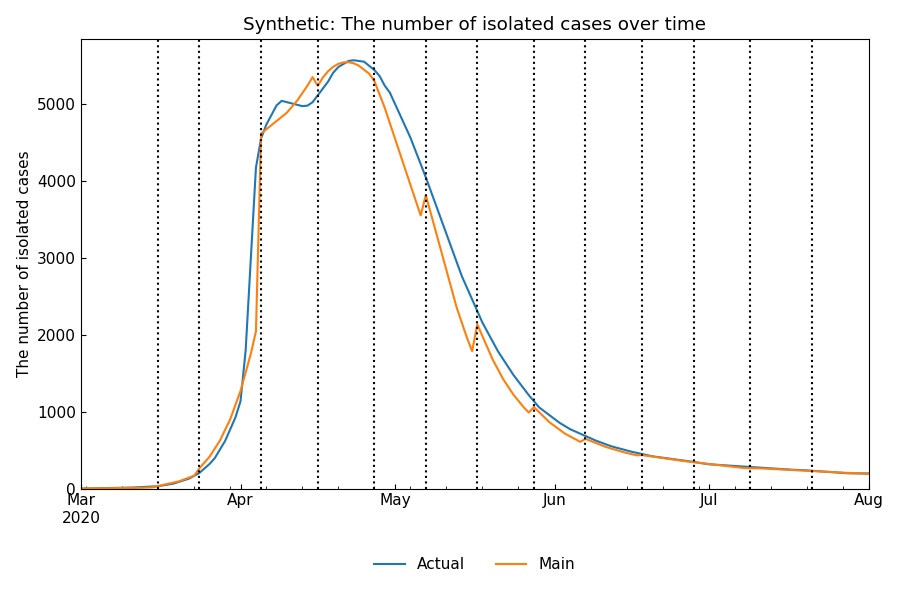 Synthetic: The number of isolated cases over time
The number of isolated cases
5000
4000
3000
2000
1000
0
Mar Apr May Jun Jul Aug
2020
Actual Main